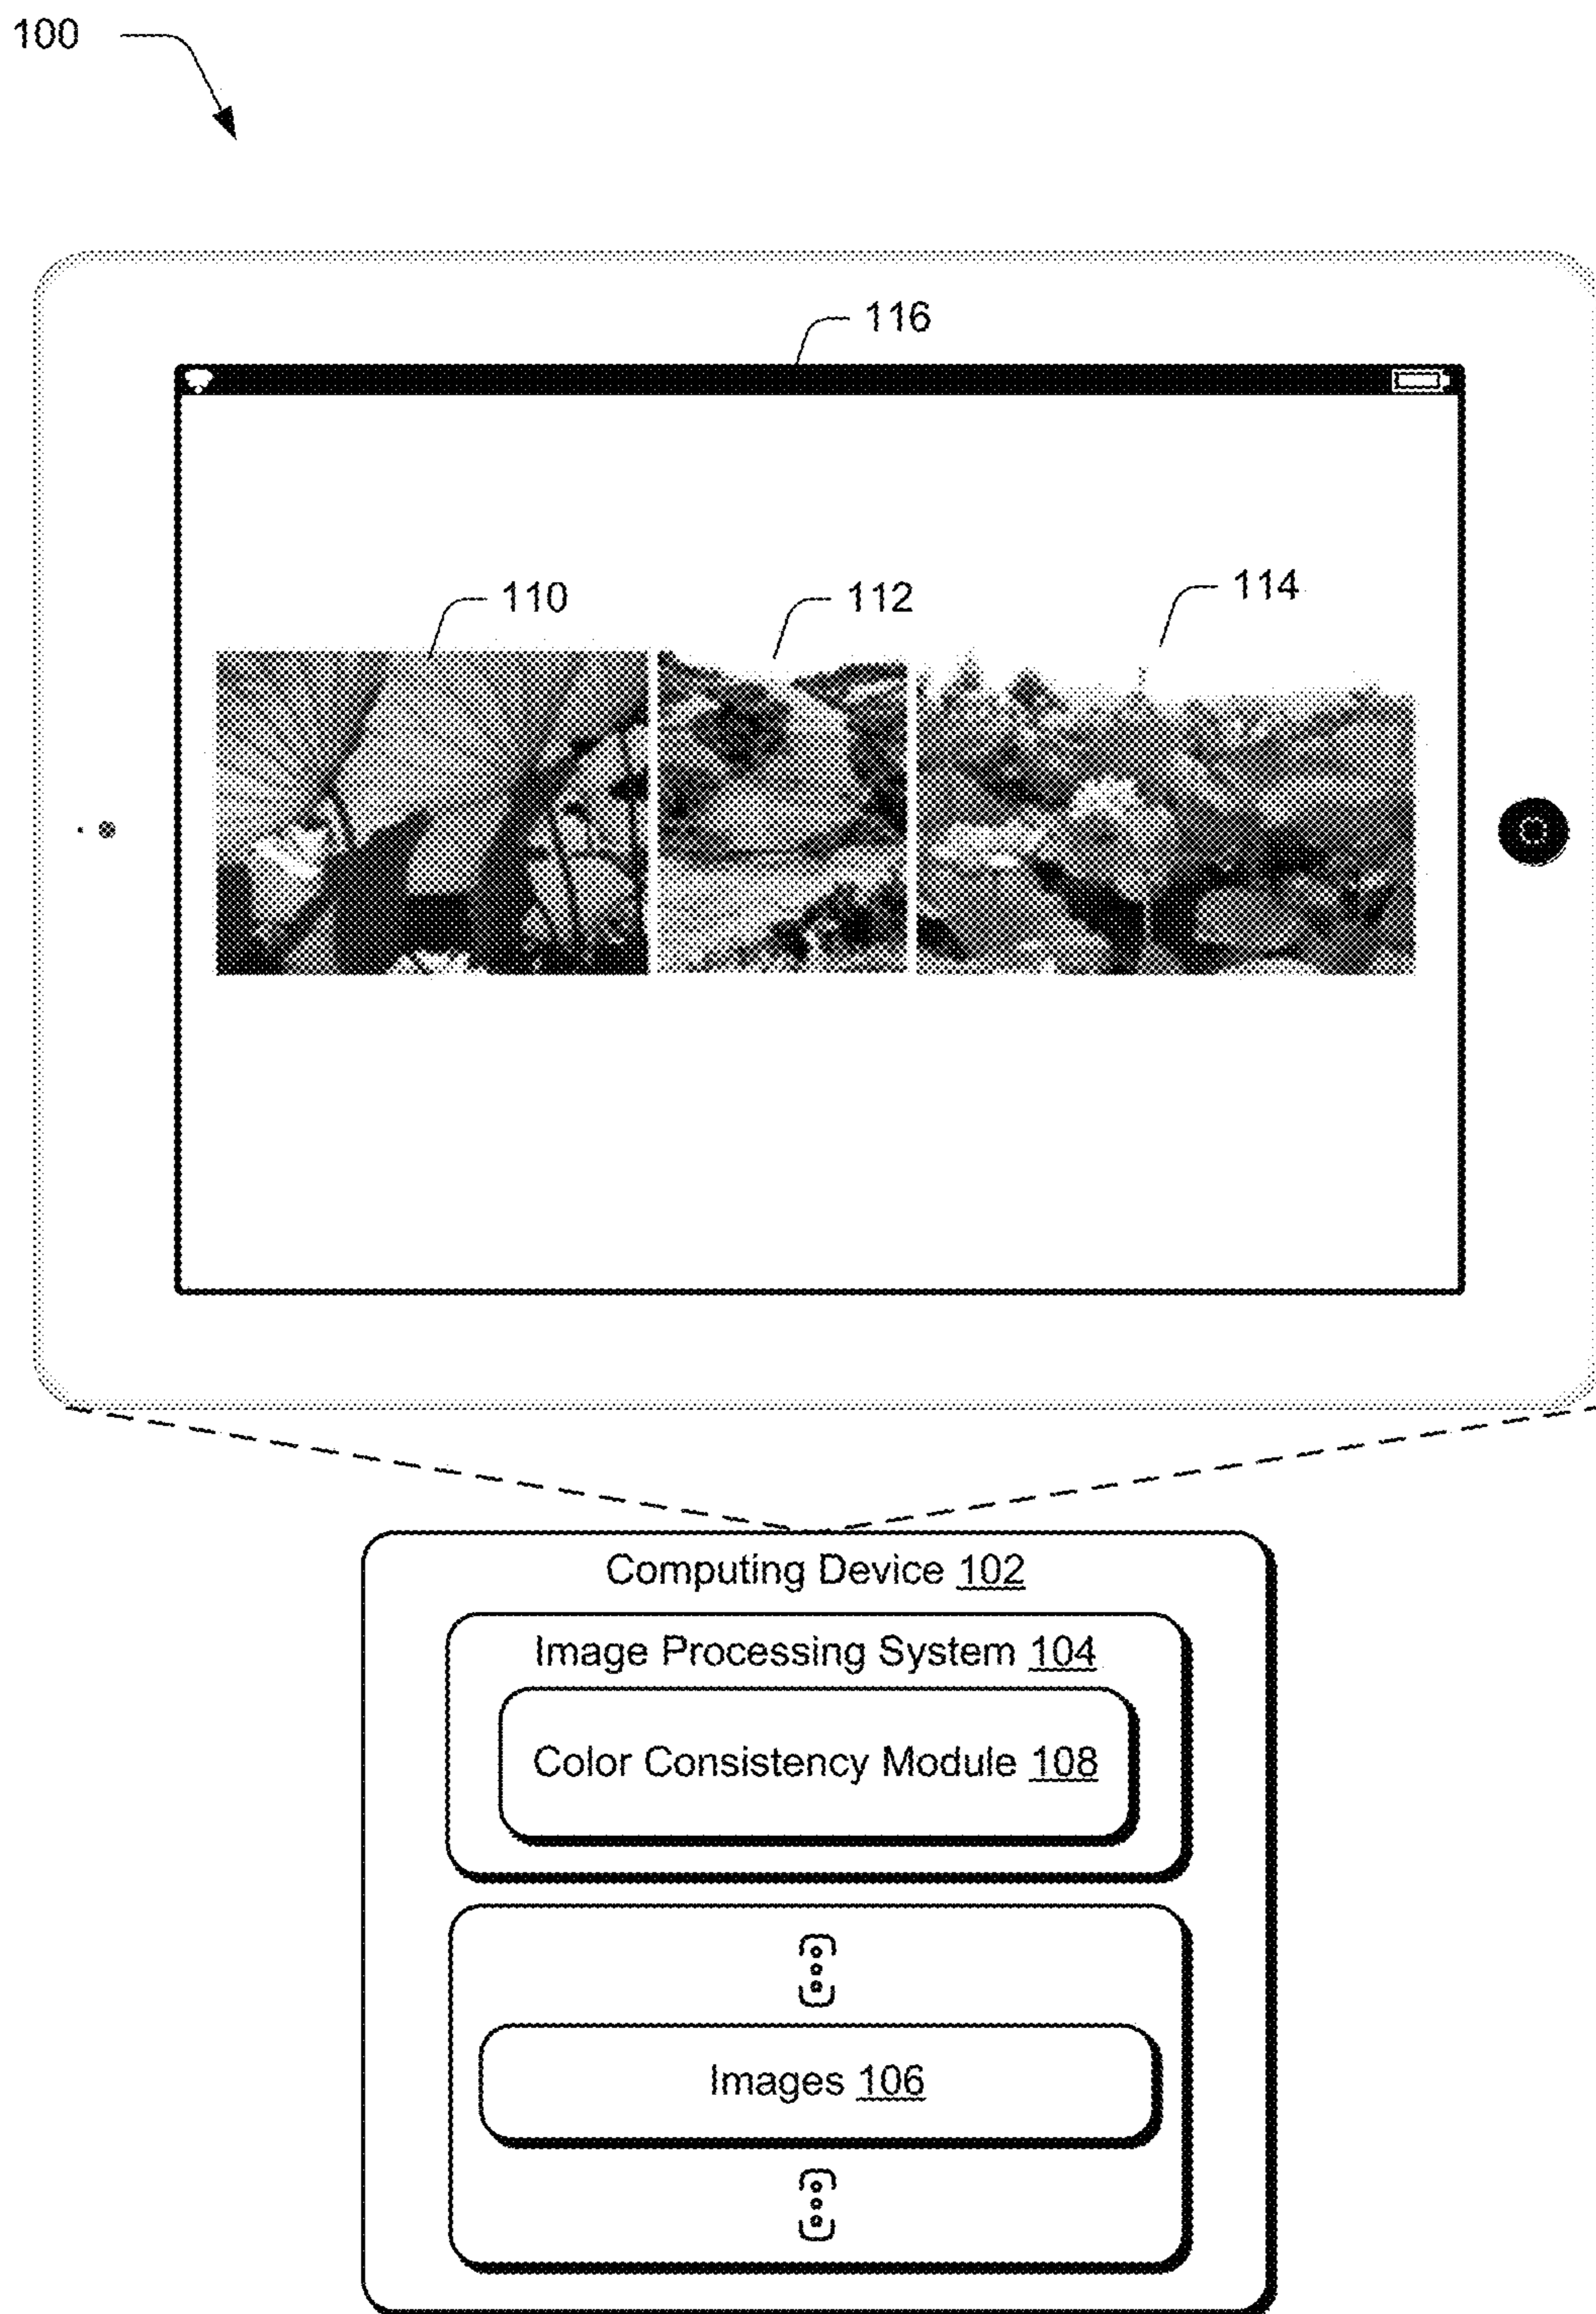 100
116
110
112
114
Computing Device 102
Image Processing System 104
Color Consistency Module 108
Images 106